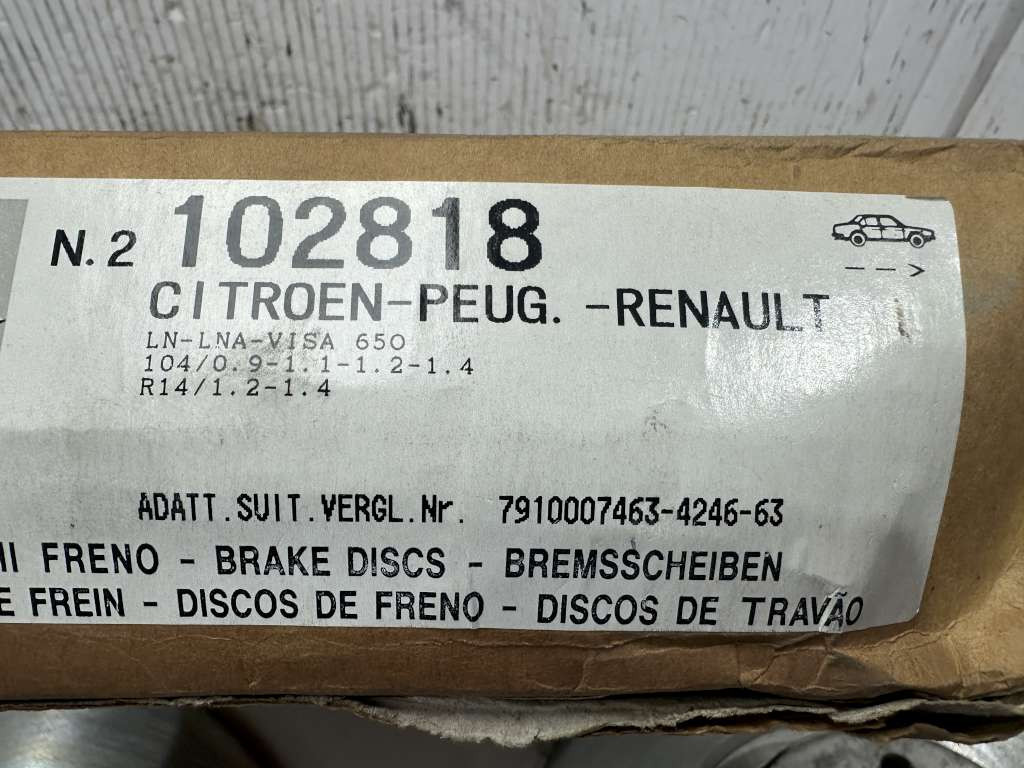 N.2 102818
CITROEN-PEUG. -RENAULT
LN-LNA-VISA 650
104/0.9-1.1-1.2-1.4
R14/1.2-1.4
ADATT.SUIT.VERGL.Nr. 7910007463-4246-63
FRENO - BRAKE DISCS - BREMSSCHEIBEN
FREIN - DISCOS DE FRENO - DISCOS DE TRAVÃO